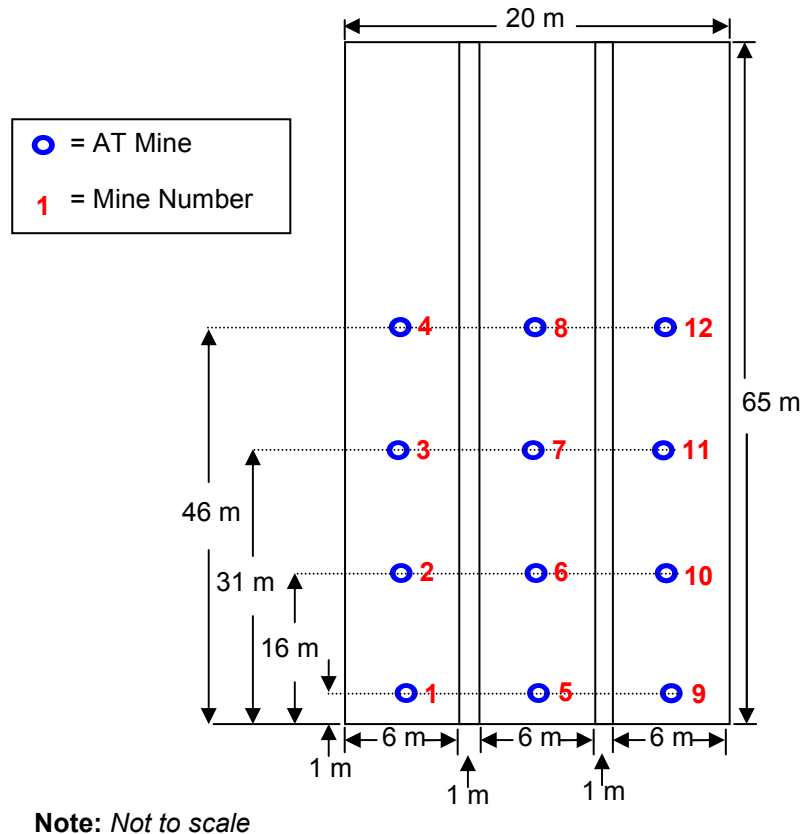 20 m
= AT Mine
1 = Mine Number
4 8 12
65 m
3 7 11
46 m
2 6 10
31 m
16 m
1 5 9
6 m 6 m 6 m
1 m
1 m 1 m
Note: Not to scale